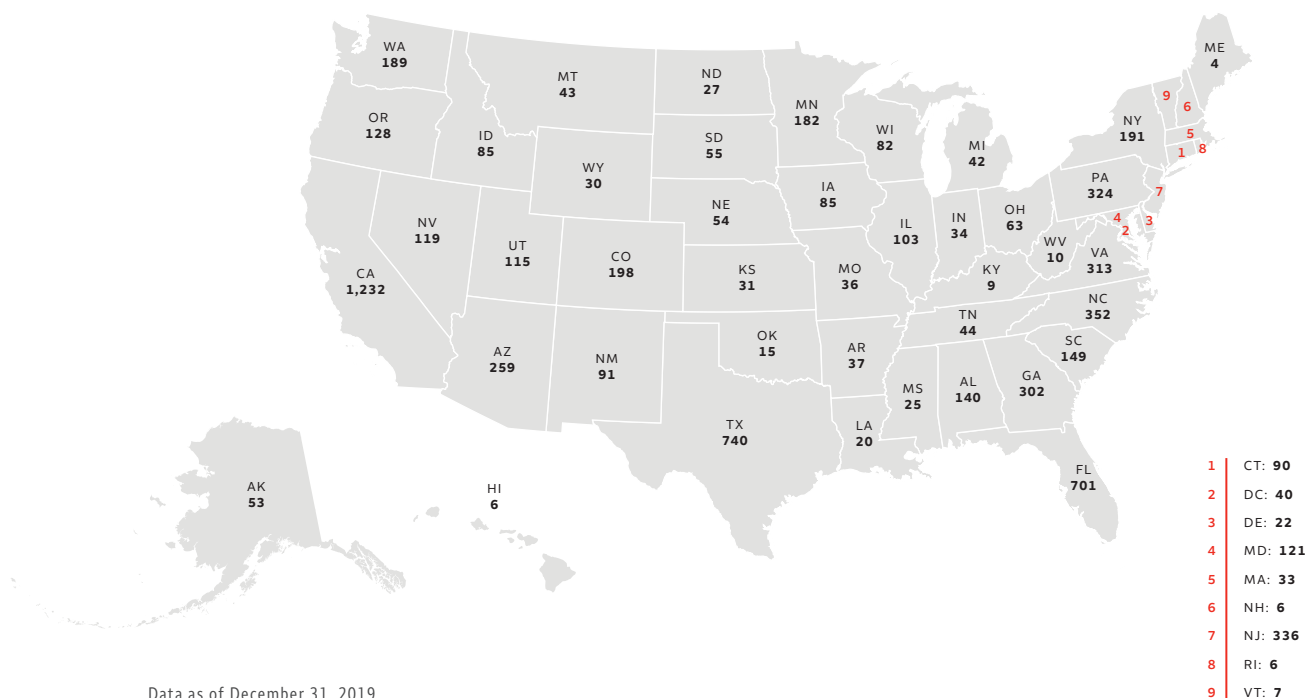 WA
189
OR
128
CA
1,232
NV
119
ID
85
MT
43
WY
30
UT
115
AZ
259
CO
198
NM
91
ND
27
SD
55
NE
54
KS
31
OK
15
TX
740
MN
182
IA
85
MO
36
AR
37
LA
20
WI
82
IL
103
MI
42
IN
34
OH
63
KY
9
TN
44
MS
25
AL
140
GA
302
FL
701
SC
149
NC
352
VA
313
WV
10
PA
324
NY
191
ME
4
9
6
5
1
8
7
4
3
2
AK
53
HI
6
1 CT: 90
2 DC: 40
3 DE: 22
4 MD: 121
5 MA: 33
6 NH: 6
7 NJ: 336
8 RI: 6
9 VT: 7
Data as of December 31, 2019